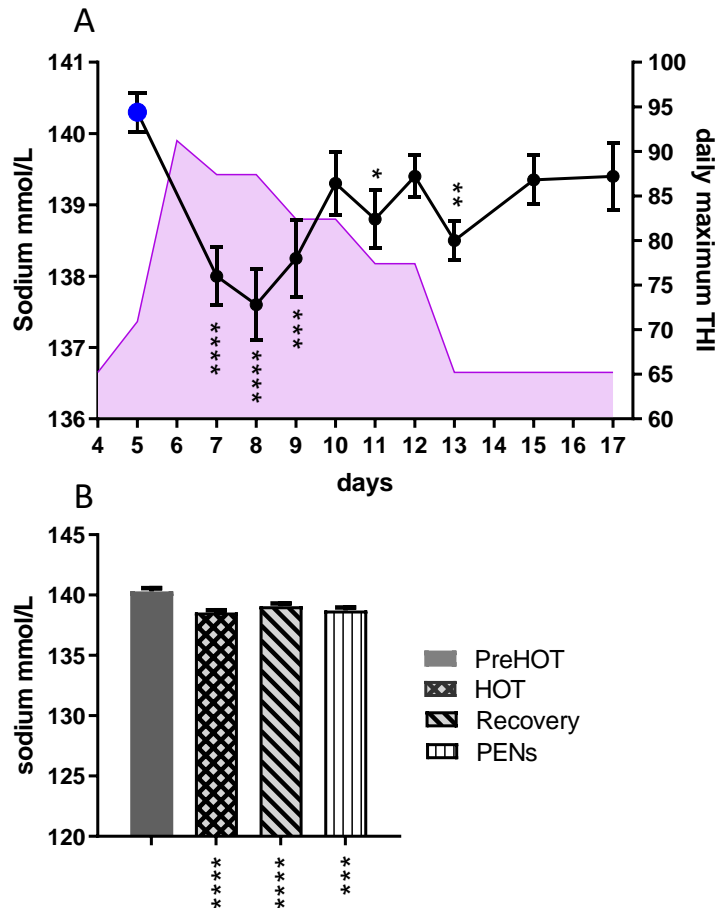 A
141
140
139
138
137
136
Sodium mmol/L
100
95
90
85
80
75
70
65
60
daily maximum THI
****
****
***
*
**
4 5 6 7 8 9 10 11 12 13 14 15 16 17
days
B
145
140
135
130
125
120
sodium mmol/L
PreHOT
HOT
Recovery
PENs
****
****
***